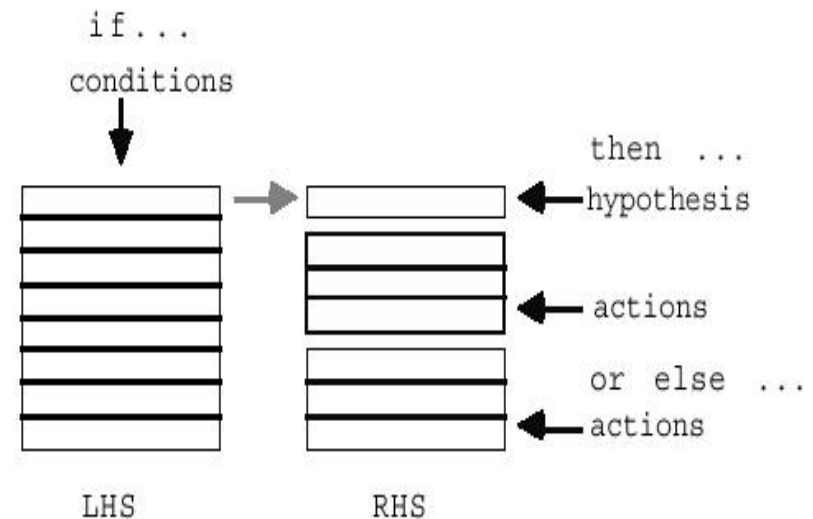 if...
conditions
then ...
hypothesis
actions
or else ...
actions
LHS
RHS